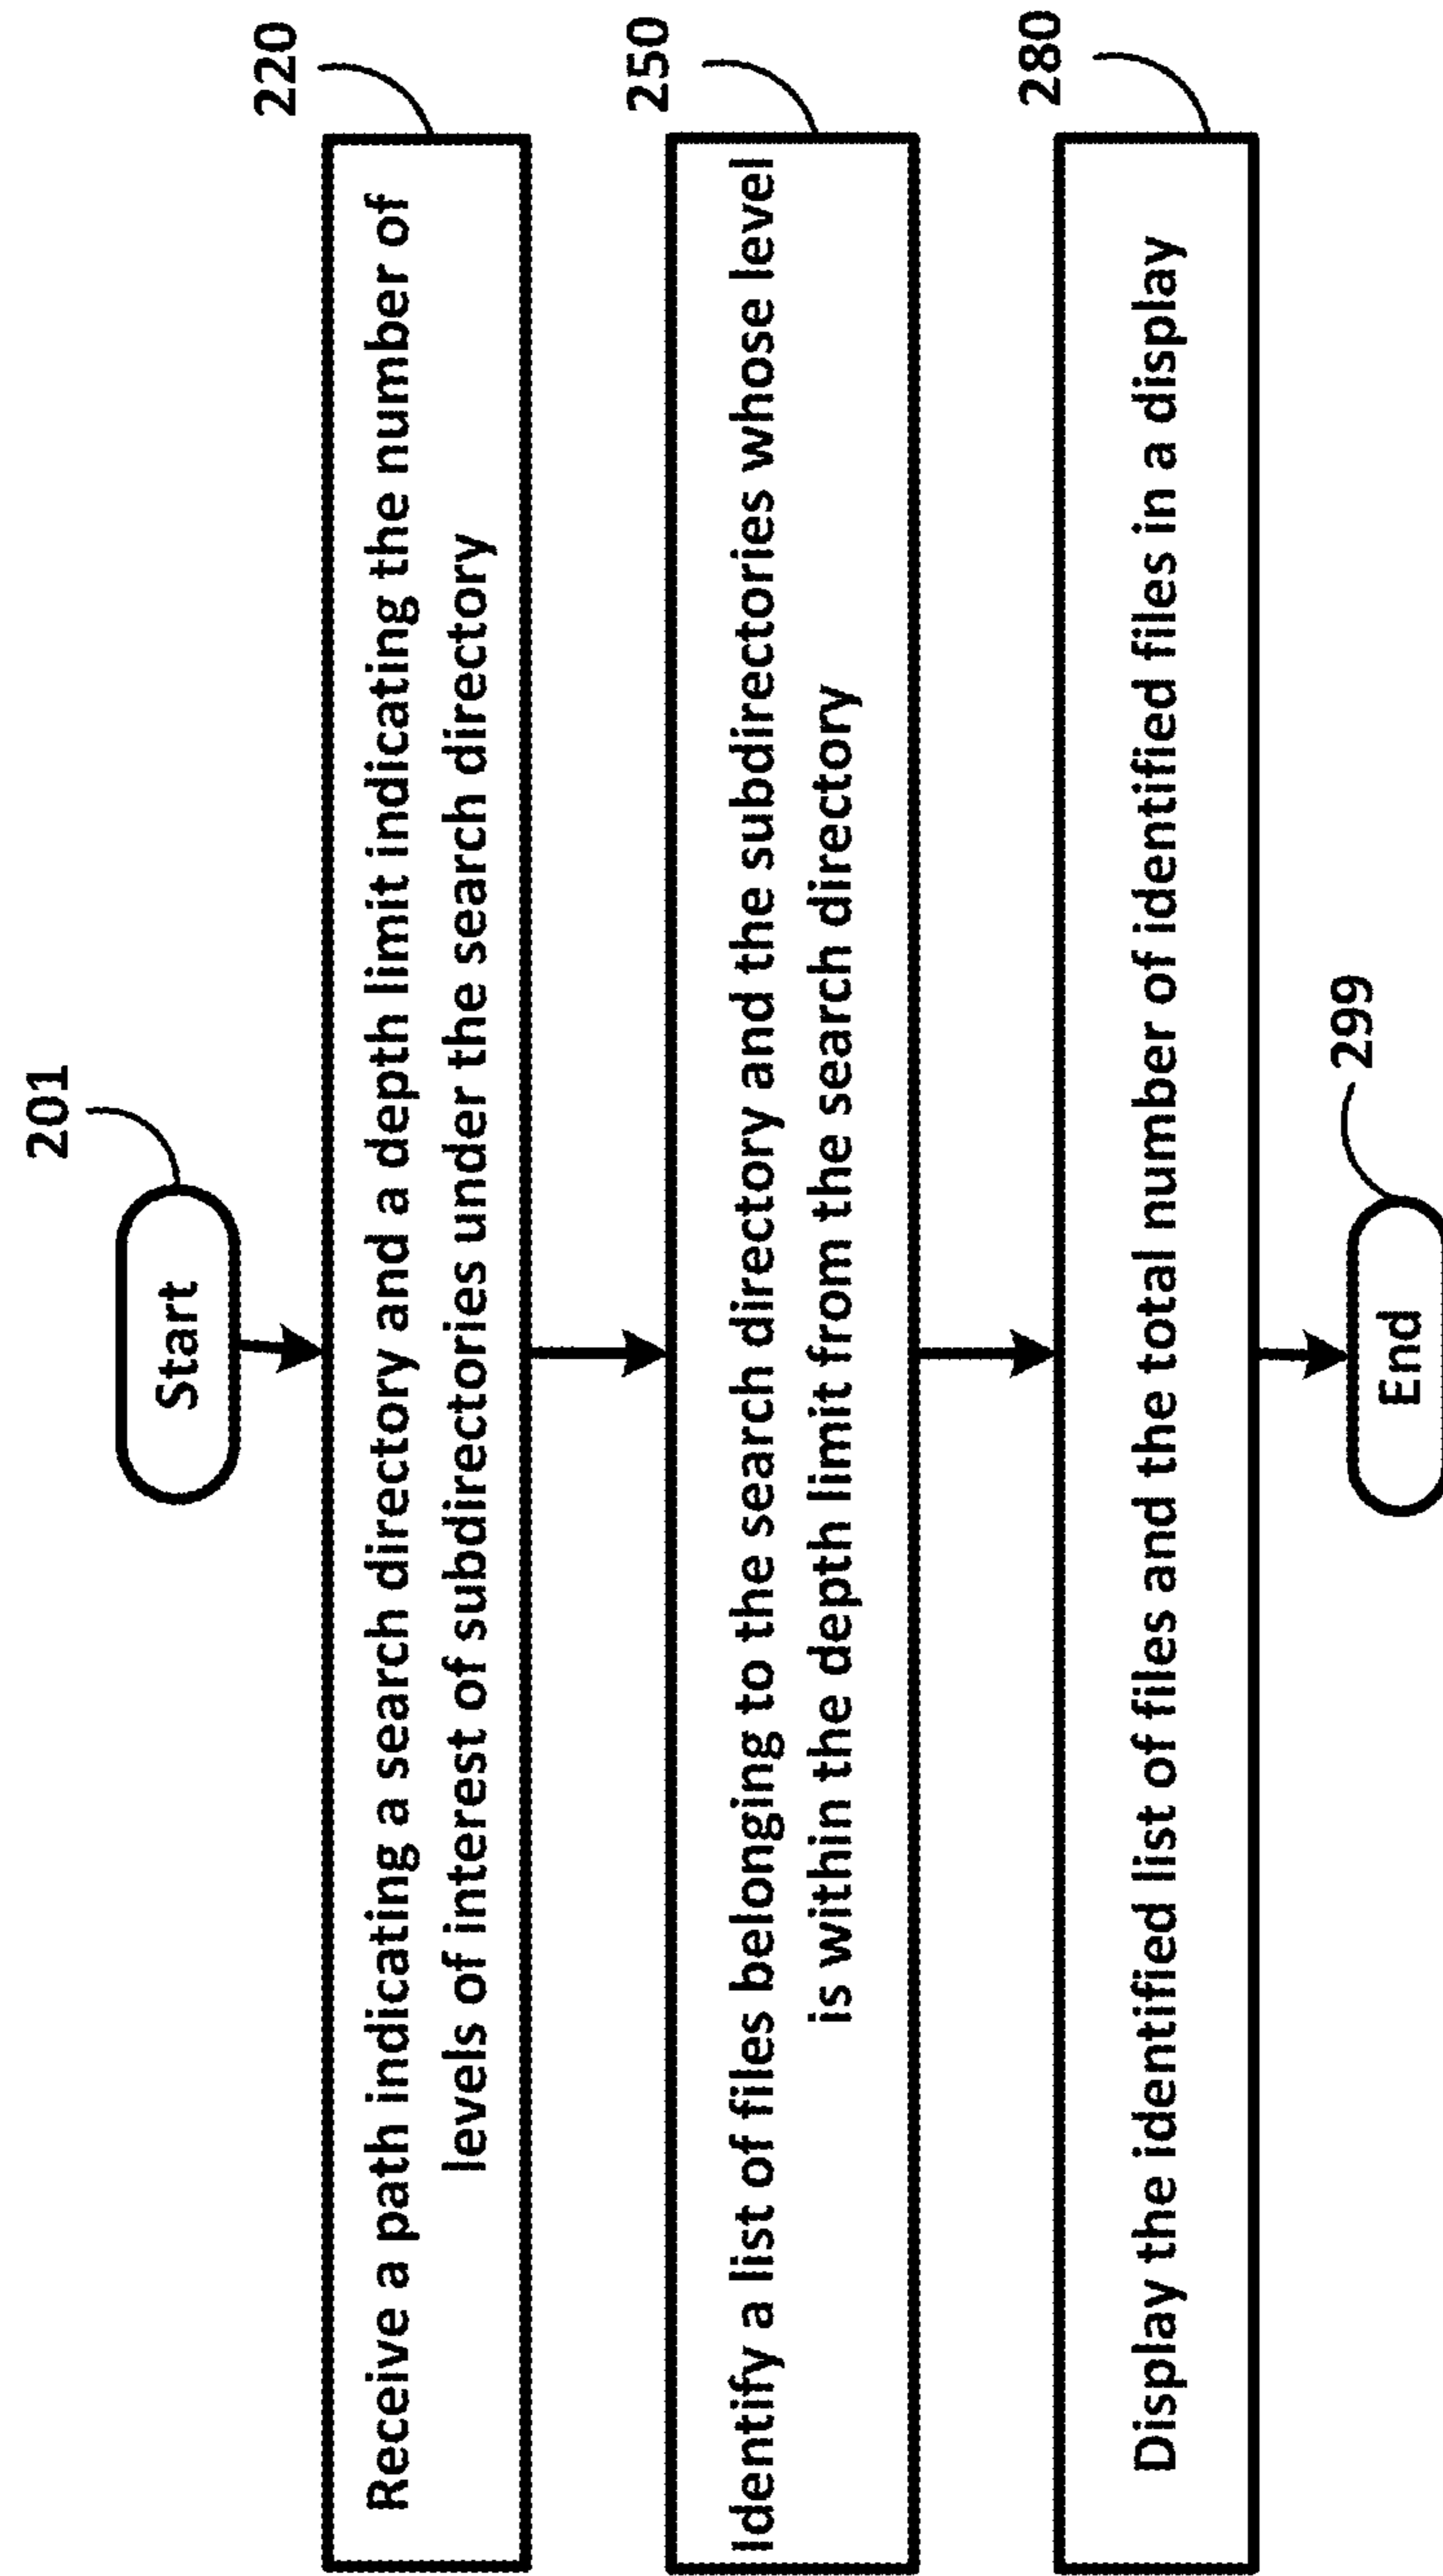 201
Start
220
Receive a path indicating a search directory and a depth limit indicating the number of
levels of interest of subdirectories under the search directory
250
Identify a list of files belonging to the search directory and the subdirectories whose level
is within the depth limit from the search directory
280
Display the identified list of files and the total number of identified files in a display
299
End